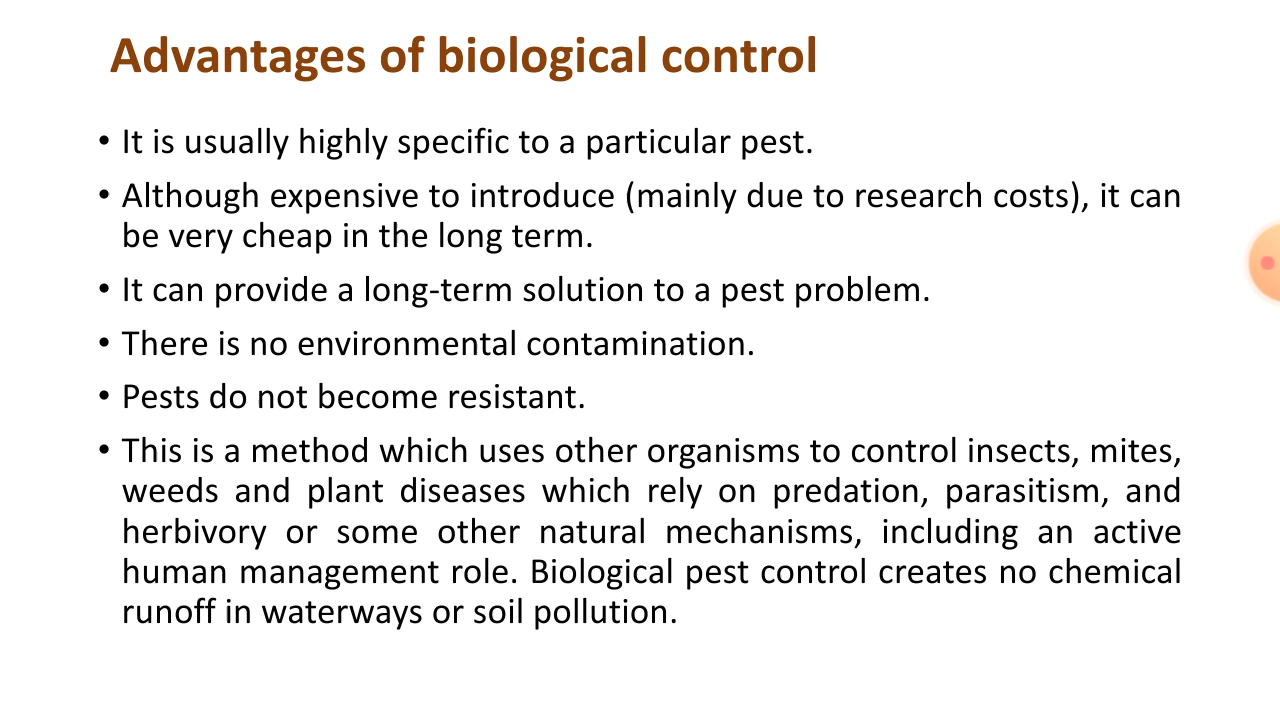 Advantages of biological control
• It is usually highly specific to a particular pest.
• Although expensive to introduce (mainly due to research costs), it can
be very cheap in the long term.
• It can provide a long-term solution to a pest problem.
• There is no environmental contamination.
• Pests do not become resistant.
• This is a method which uses other organisms to control insects, mites,
weeds and plant diseases which rely on predation, parasitism, and
herbivory or some other natural mechanisms, including an active
human management role. Biological pest control creates no chemical
runoff in waterways or soil pollution.